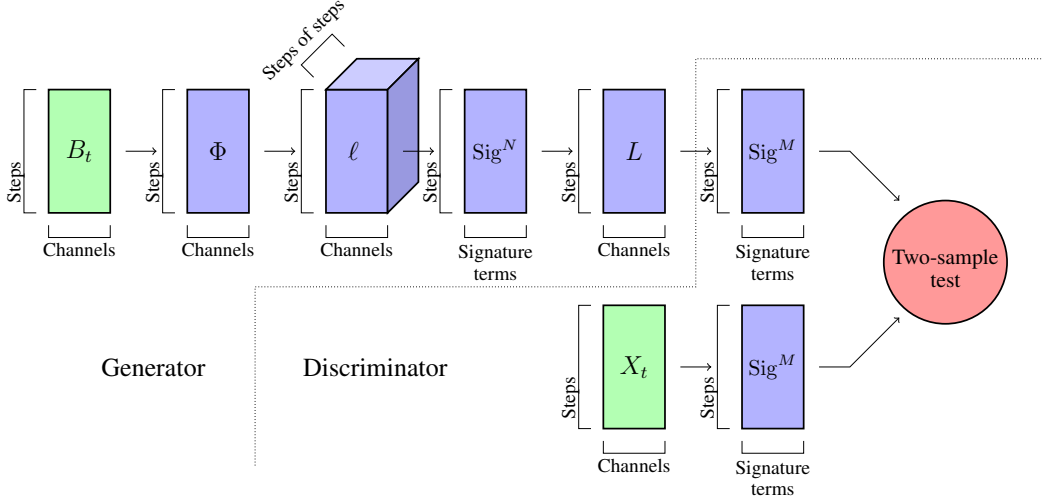 Steps of steps
Steps
B_t
Channels
Steps
Φ
Channels
Steps
ℓ
Channels
Steps
Sig^N
Signature
terms
Steps
L
Channels
Steps
Sig^M
Signature
terms
Two-sample
test
Generator
Discriminator
Steps
X_t
Channels
Steps
Sig^M
Signature
terms